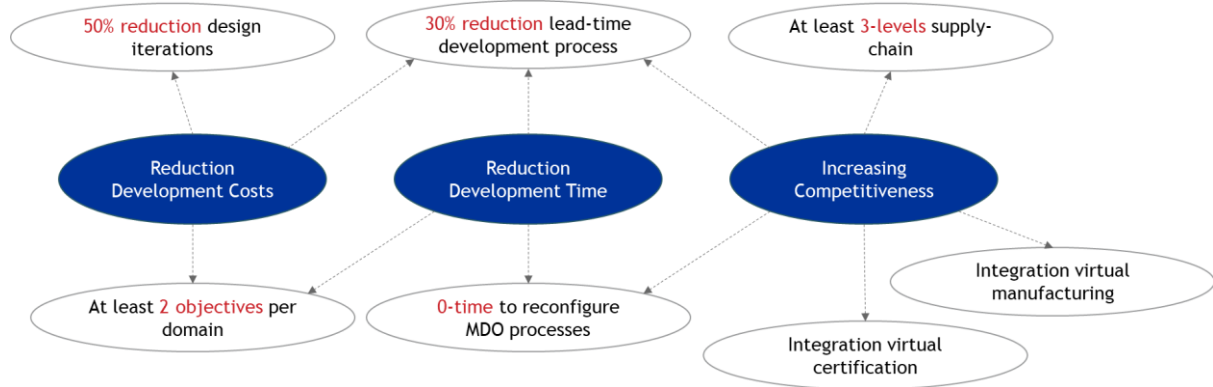 50% reduction design
iterations
30% reduction lead-time
development process
At least 3-levels supply-
chain
Reduction
Development Costs
Reduction
Development Time
Increasing
Competitiveness
At least 2 objectives per
domain
0-time to reconfigure
MDO processes
Integration virtual
manufacturing
Integration virtual
certification